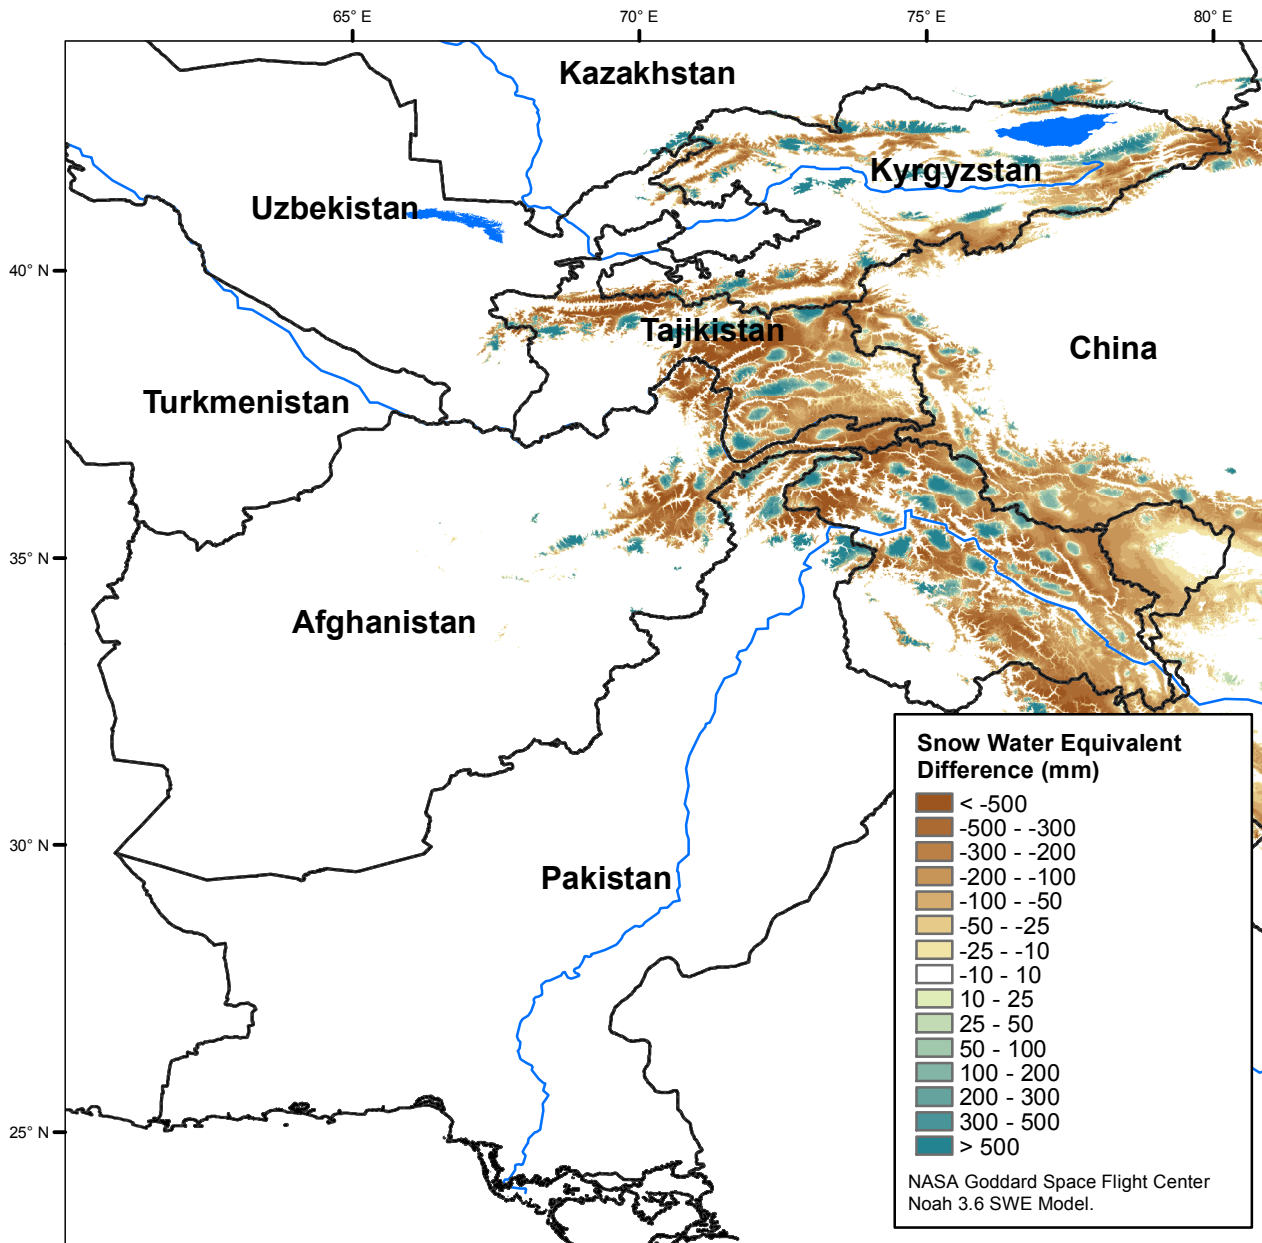 65° E
70° E
75° E
80° E
Kazakhstan
Kyrgyzstan
Uzbekistan
40° N
Tajikistan
China
Turkmenistan
35° N
Afghanistan
30° N
Pakistan
25° N
Snow Water Equivalent
Difference (mm)
< -500
-500 - -300
-300 - -200
-200 - -100
-100 - -50
-50 - -25
-25 - -10
-10 - 10
10 - 25
25 - 50
50 - 100
100 - 200
200 - 300
300 - 500
> 500
NASA Goddard Space Flight Center
Noah 3.6 SWE Model.